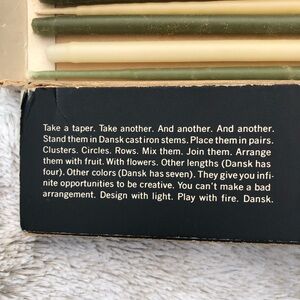 Take a taper. Take another. And another. And another.
Stand them in Dansk cast iron stems. Place them in pairs.
Clusters. Circles. Rows. Mix them. Join them. Arrange
them with fruit. With flowers. Other lengths (Dansk has
four). Other colors (Dansk has seven). They give you infi-
nite opportunities to be creative. You can't make a bad
arrangement. Design with light. Play with fire. Dansk.